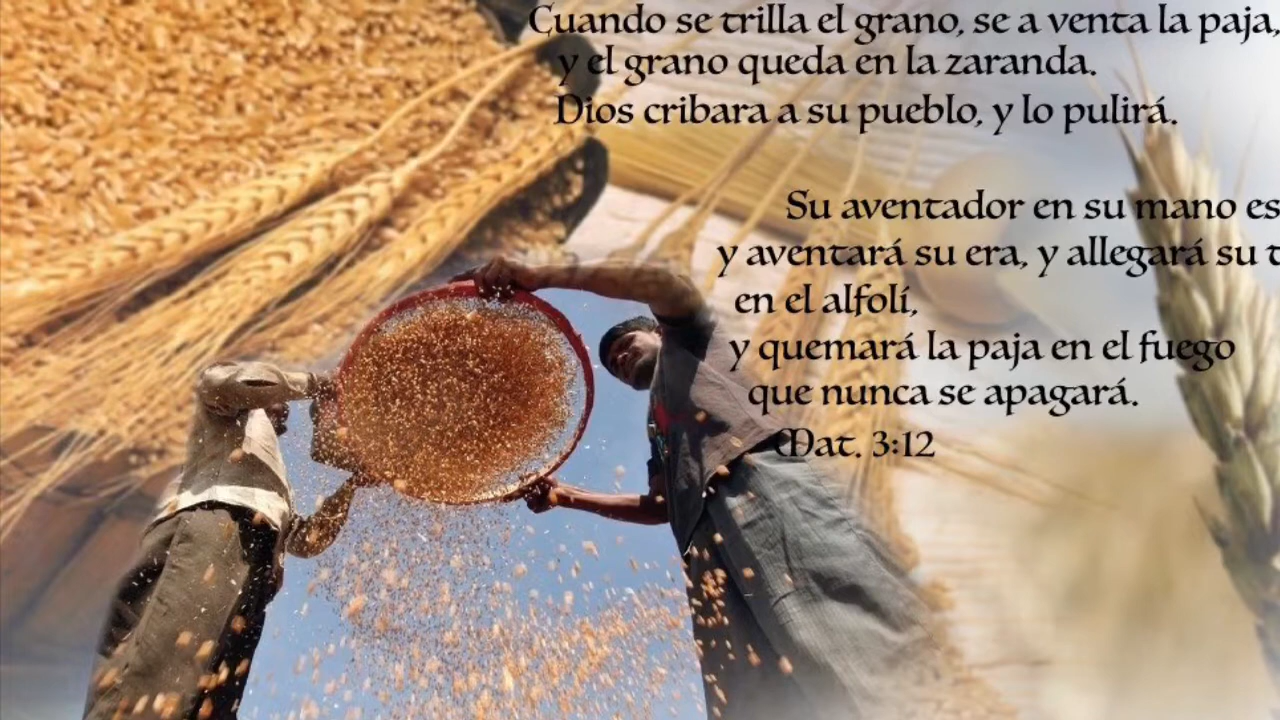 Cuando se trilla el grano, se a venta la paja,
y el grano queda en la zaranda.
Dios cribara a su pueblo, y lo pulirá.
Su aventador en su mano es
y aventará su era, y allegará su
en el alfolí,
y quemará la paja en el fuego
que nunca se apagará.
Mat. 3:12